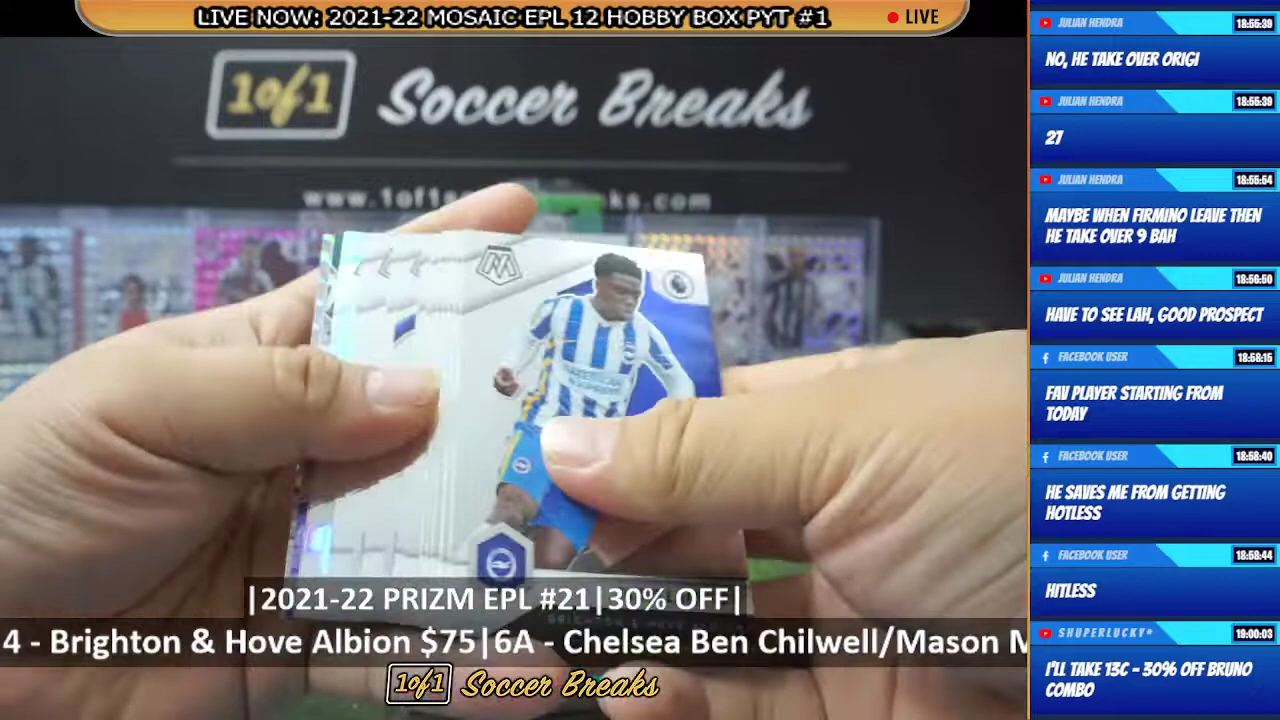 LIVE NOW: 2021-22 MOSAIC EPL 12 HOBBY BOX PYT #1
LIVE
1of1 Soccer Breaks
JULIAN HENDRA 18:55:39
NO, HE TAKE OVER ORIGI
JULIAN HENDRA 18:55:39
27
JULIAN HENDRA 18:55:54
MAYBE WHEN FIRMINO LEAVE THEN
HE TAKE OVER 9 BAH
JULIAN HENDRA 18:56:50
HAVE TO SEE LAH, GOOD PROSPECT
FACEBOOK USER 18:58:15
FAV PLAYER STARTING FROM
TODAY
FACEBOOK USER 18:58:40
HE SAVES ME FROM GETTING
HOTLESS
FACEBOOK USER 18:58:44
HITLESS
SHUPERLUCKY* 19:00:03
I'LL TAKE 13C - 30% OFF BRUNO
COMBO
|2021-22 PRIZM EPL #21|30% OFF|
4 - Brighton & Hove Albion $75|6A - Chelsea Ben Chilwell/Mason M
1of1 Soccer Breaks